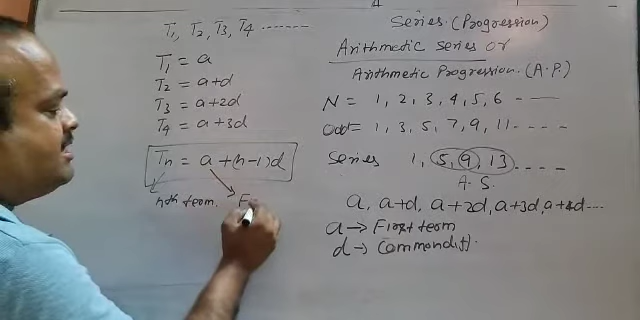 T₁, T₂, T₃, T₄ ........
T₁ = a
T₂ = a+d
T₃ = a+2d
T₄ = a+3d
Tn = a+(n-1)d
nth term. F
Series. (Progression)
Arithmetic series or
Arithmetic Progression. (A.P.)
N = 1, 2, 3, 4, 5, 6 - - -
odd = 1, 3, 5, 7, 9, 11 - - - -
Series 1, 5, 9, 13 - - - -
A. S.
a, a+d, a+2d, a+3d, a+4d...
a → First term
d →